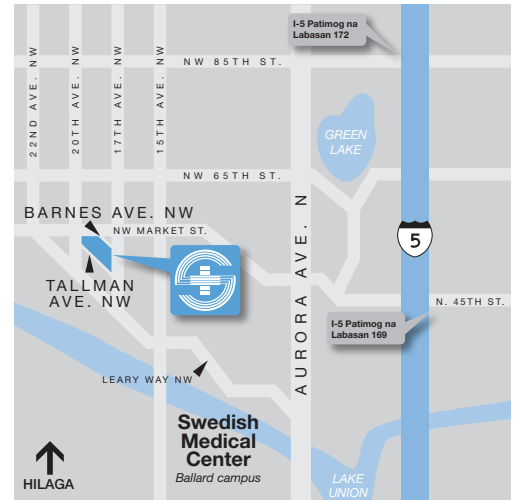 I-5 Patimog na
Labasan 172
NW 85TH ST.
22ND AVE. NW
20TH AVE. NW
17TH AVE. NW
15TH AVE. NW
GREEN
LAKE
NW 65TH ST.
BARNES AVE. NW
NW MARKET ST.
AURORA AVE. N
5
TALLMAN
AVE. NW
N. 45TH ST.
I-5 Patimog na
Labasan 169
LEARY WAY NW
Swedish
Medical
Center
Ballard campus
HILAGA
LAKE
UNION